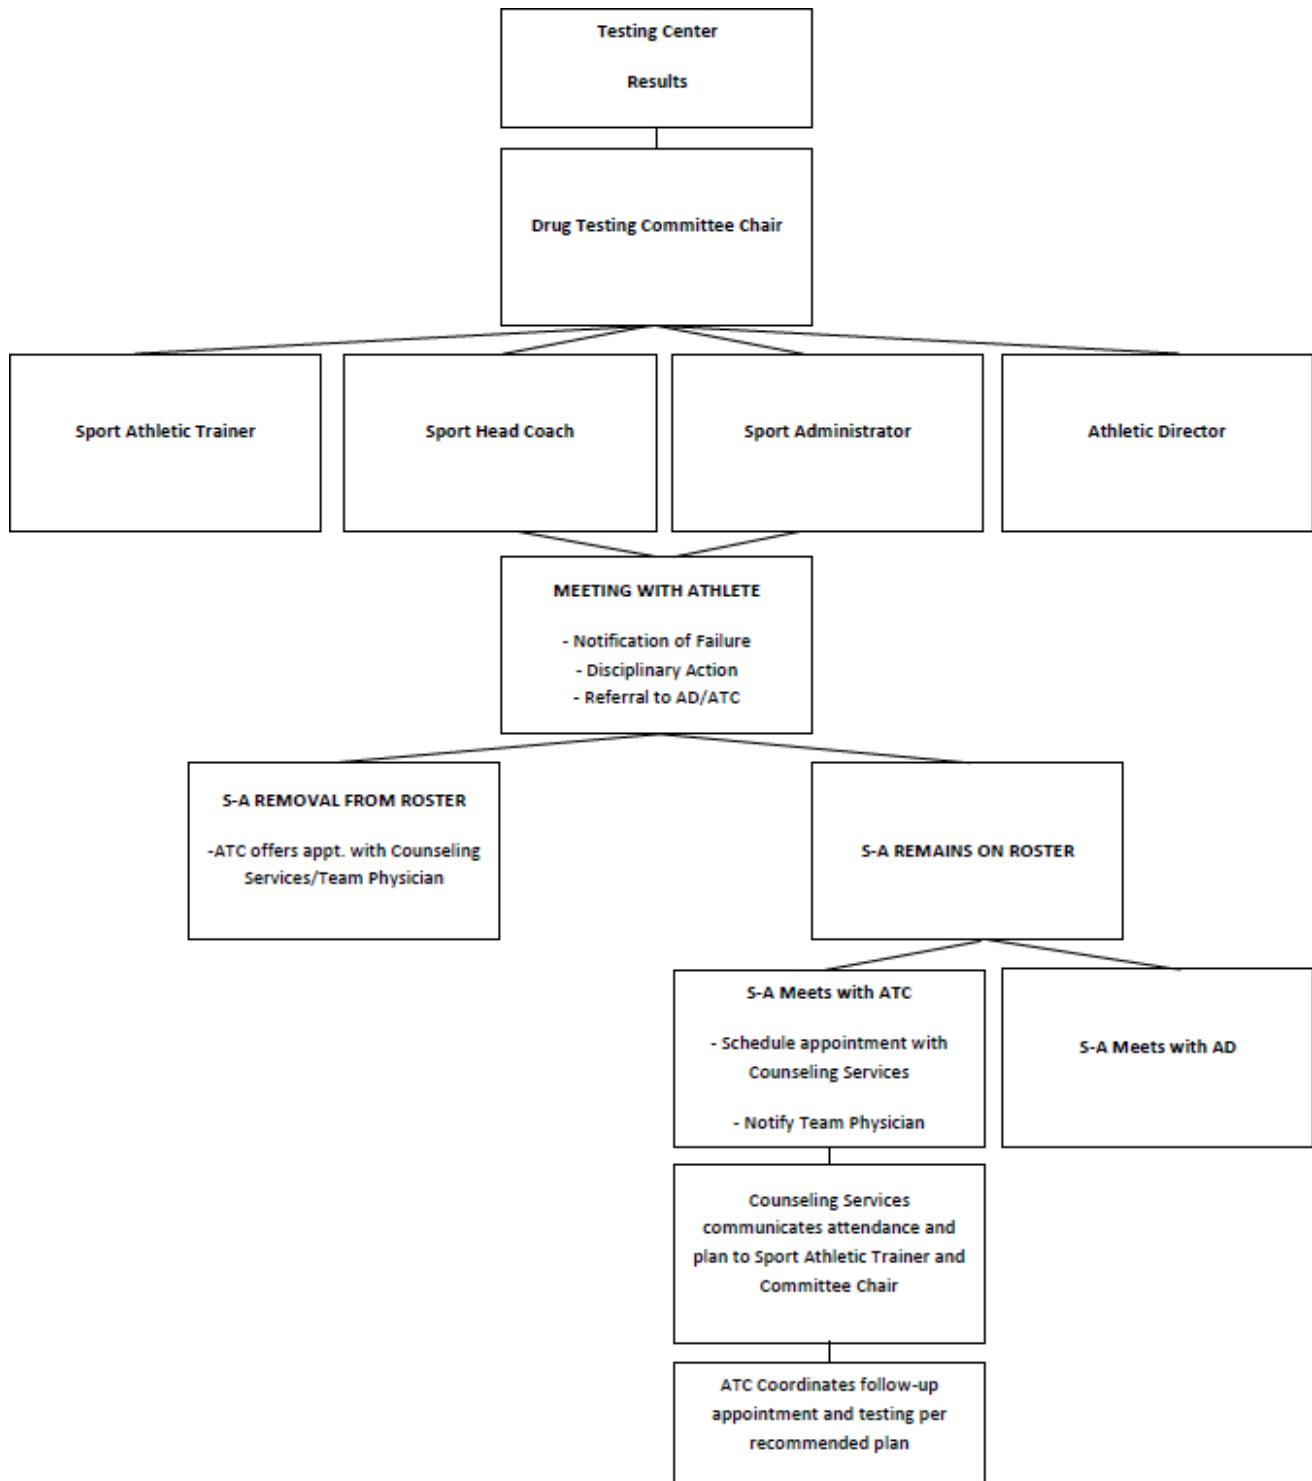 Testing Center
Results
Drug Testing Committee Chair
Sport Athletic Trainer
Sport Head Coach
Sport Administrator
Athletic Director
MEETING WITH ATHLETE
- Notification of Failure
- Disciplinary Action
- Referral to AD/ATC
S-A REMOVAL FROM ROSTER
-ATC offers appt. with Counseling
Services/Team Physician
S-A REMAINS ON ROSTER
S-A Meets with ATC
- Schedule appointment with
Counseling Services
- Notify Team Physician
S-A Meets with AD
Counseling Services
communicates attendance and
plan to Sport Athletic Trainer and
Committee Chair
ATC Coordinates follow-up
appointment and testing per
recommended plan